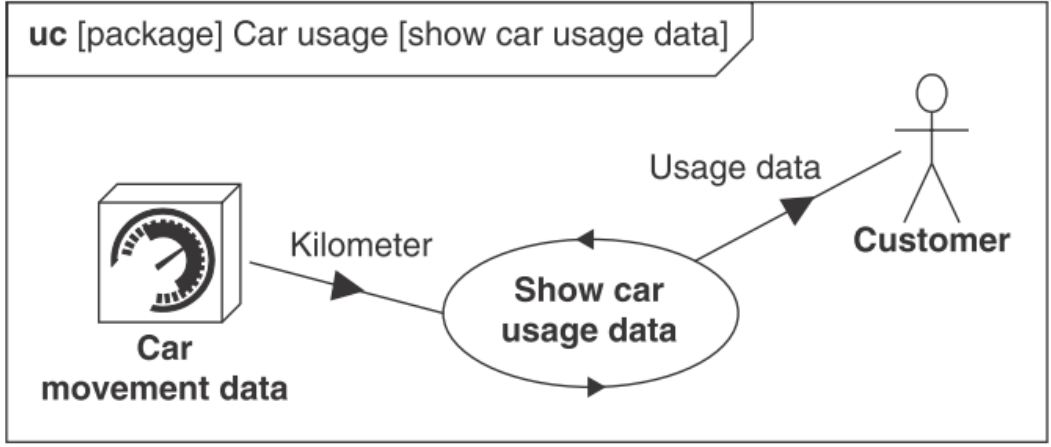 uc [package] Car usage [show car usage data]
Usage data
Kilometer
Customer
Show car
usage data
Car
movement data